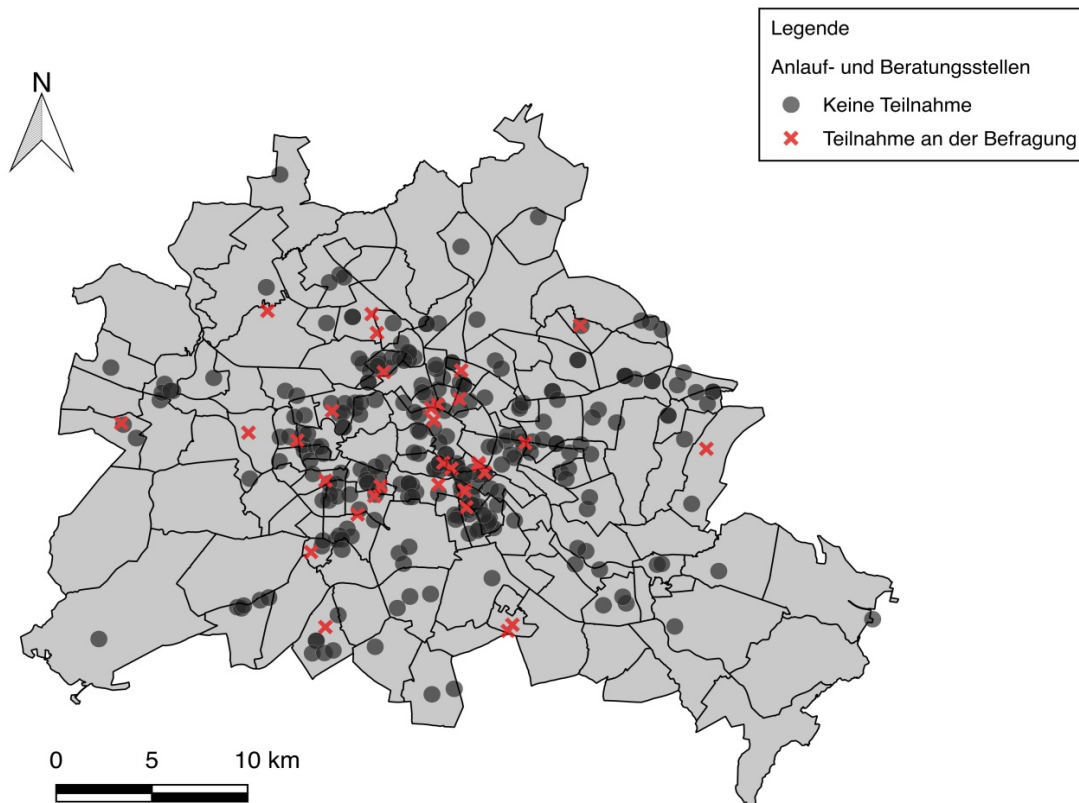 Legende
Anlauf- und Beratungsstellen
Keine Teilnahme
Teilnahme an der Befragung
N
0 5 10 km